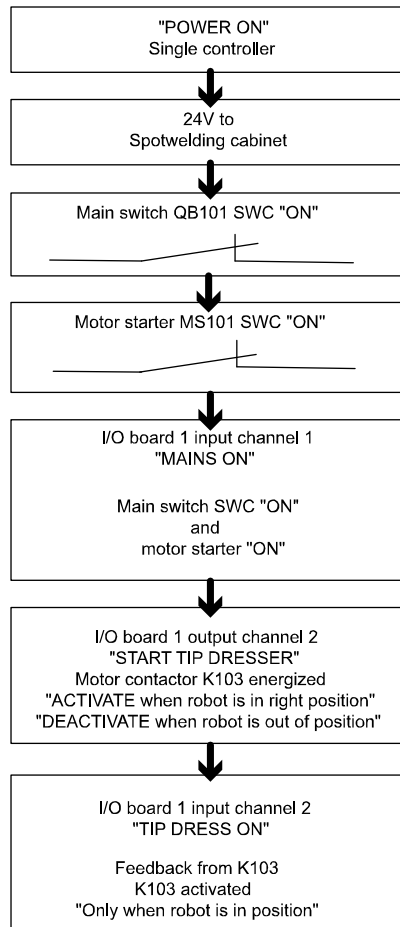 "POWER ON"
Single controller
24V to
Spotwelding cabinet
Main switch QB101 SWC "ON"
Motor starter MS101 SWC "ON"
I/O board 1 input channel 1
"MAINS ON"
Main switch SWC "ON"
and
motor starter "ON"
I/O board 1 output channel 2
"START TIP DRESSER"
Motor contactor K103 energized
"ACTIVATE when robot is in right position"
"DEACTIVATE when robot is out of position"
I/O board 1 input channel 2
"TIP DRESS ON"
Feedback from K103
K103 activated
"Only when robot is in position"